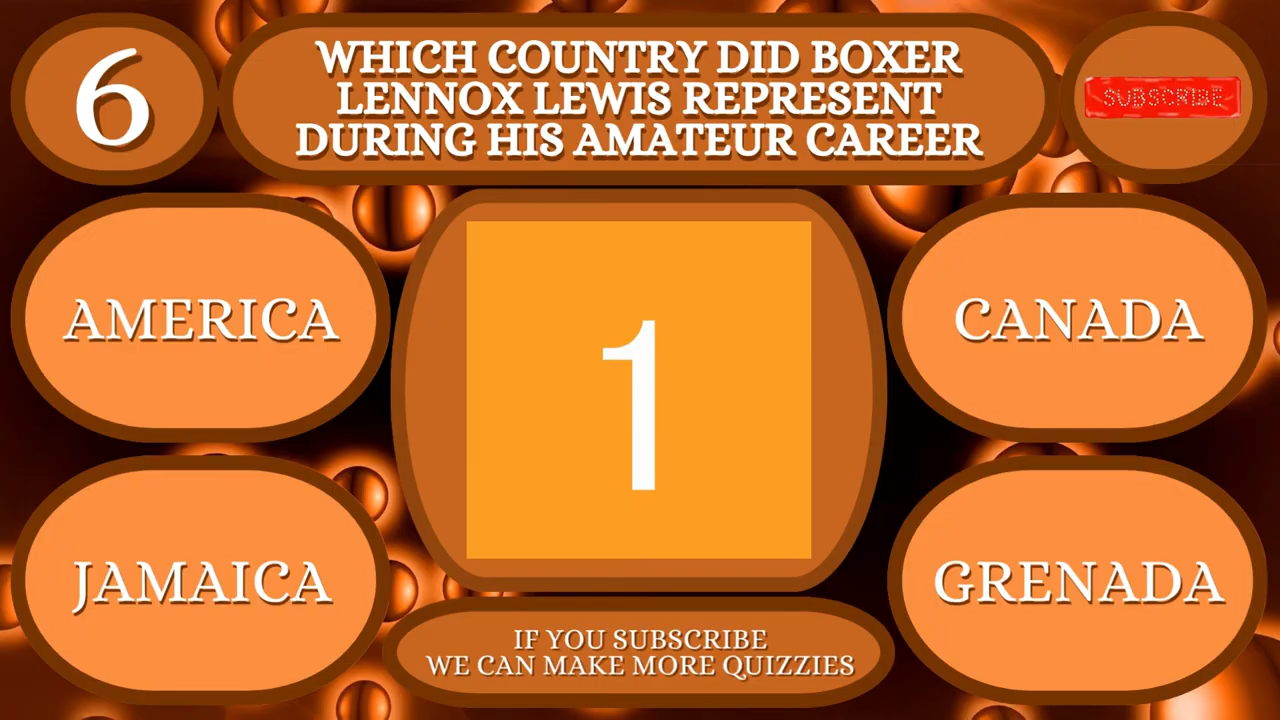 6
WHICH COUNTRY DID BOXER
LENNOX LEWIS REPRESENT
DURING HIS AMATEUR CAREER
SUBSCRIBE
AMERICA
1
CANADA
JAMAICA
GRENADA
IF YOU SUBSCRIBE
WE CAN MAKE MORE QUIZZIES